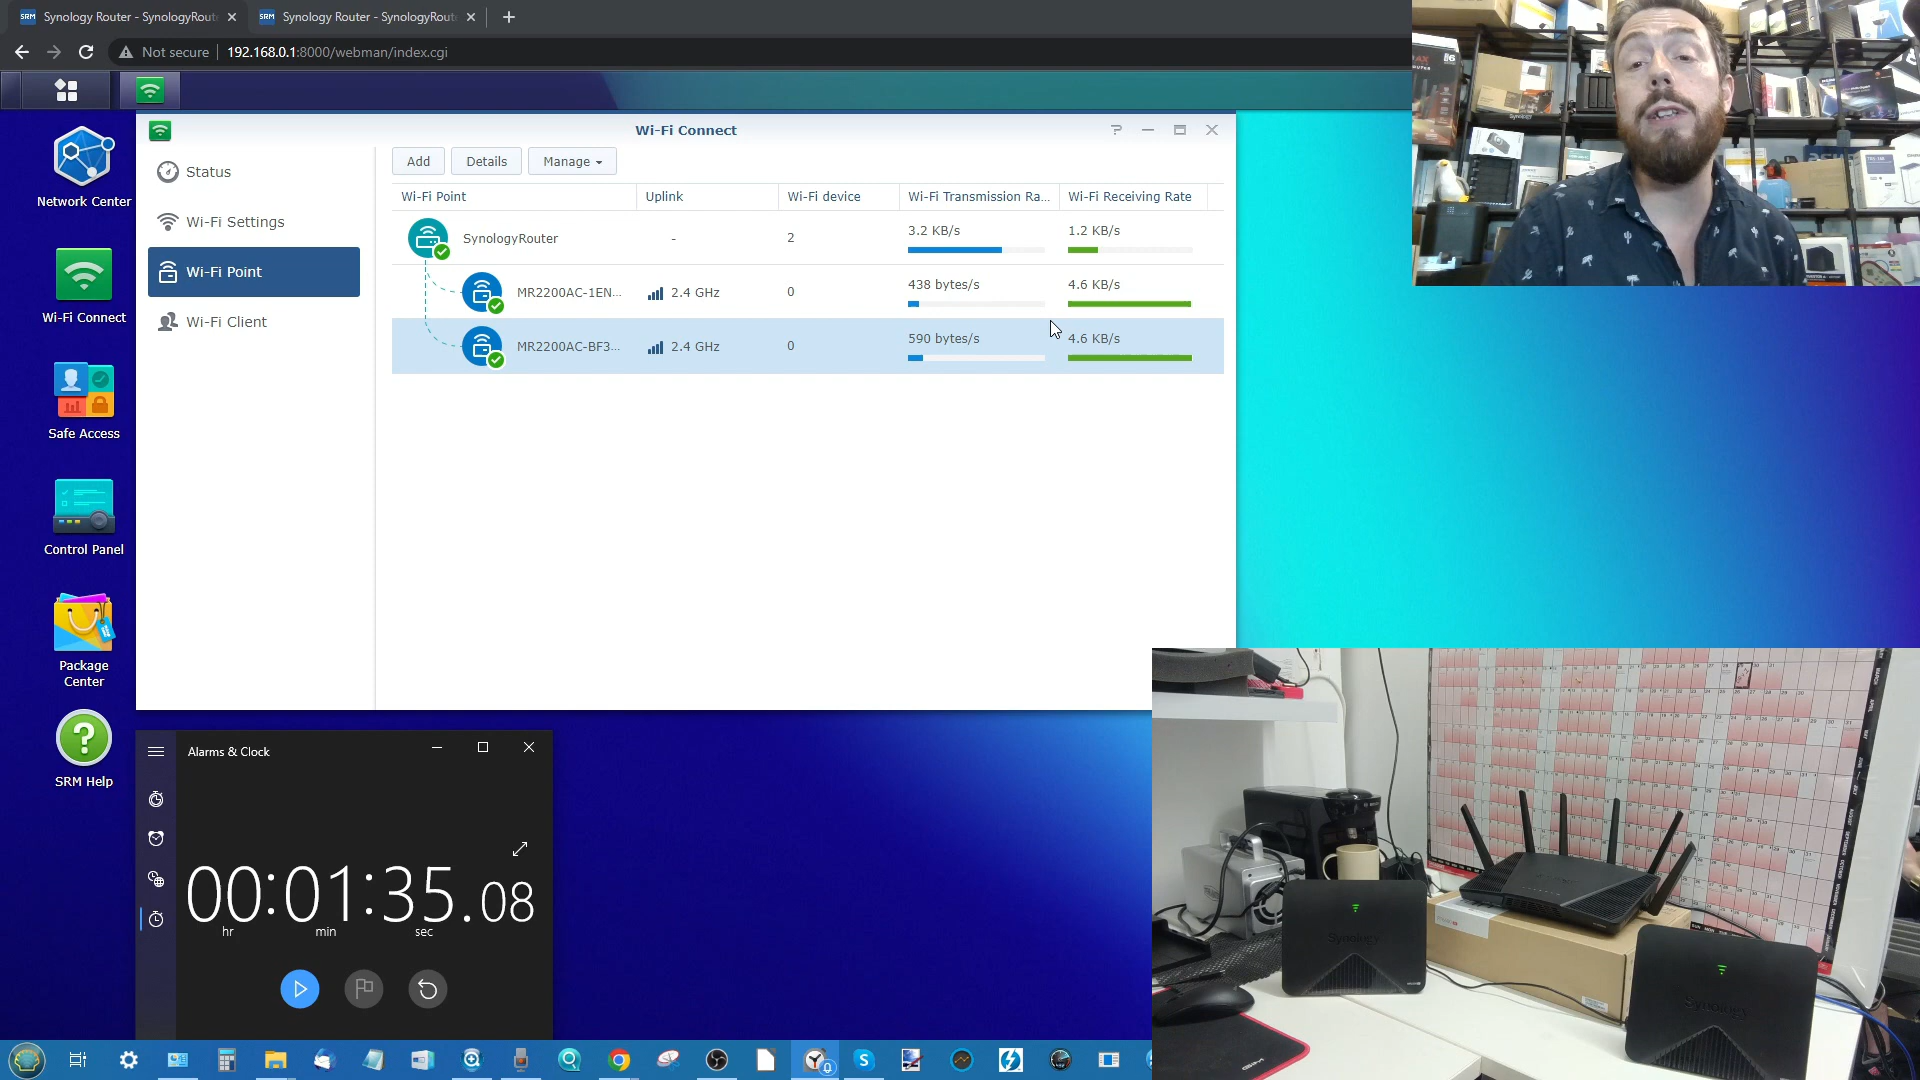 SRM Synology Router - SynologyRout
SRM Synology Router - SynologyRoute
Not secure
192.168.0.1:8000/webman/index.cgi
Wi-Fi Connect
Network Center
Wi-Fi Connect
Safe Access
Control Panel
Package
Center
SRM Help
Status
Wi-Fi Settings
Wi-Fi Point
Wi-Fi Client
Add
Details
Manage
Wi-Fi Point
Uplink
Wi-Fi device
Wi-Fi Transmission Ra...
Wi-Fi Receiving Rate
SynologyRouter
-
2
3.2 KB/s
1.2 KB/s
MR2200AC-1EN...
2.4 GHz
0
438 bytes/s
4.6 KB/s
MR2200AC-BF3...
2.4 GHz
0
590 bytes/s
4.6 KB/s
Alarms & Clock
00:01:35.08
hr
min
sec
Synology
Synology